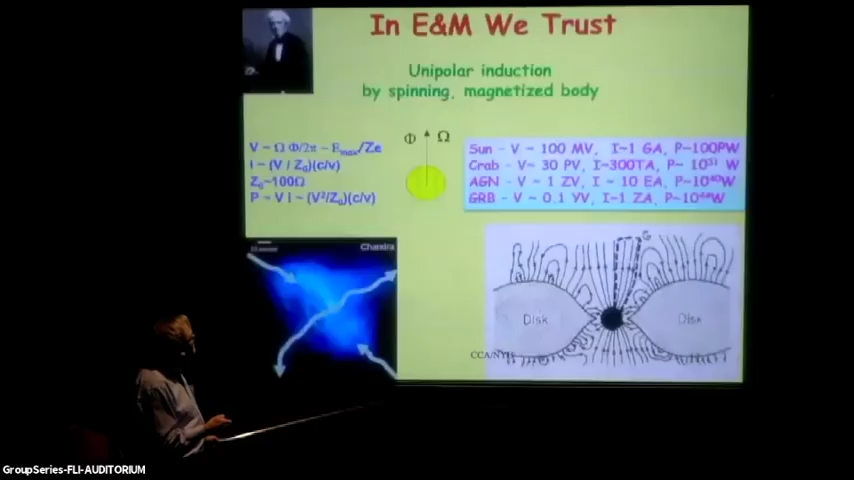 In E&M We Trust
Unipolar induction
by spinning, magnetized body
V ~ Ω Φ/2π ~ Emax/Ze
I ~ (V / Z0)(c/v)
Z0~100Ω
P ~ V I ~ (V²/Z0)(c/v)
Φ Ω
Sun - V ~ 100 MV, I~1 GA, P~100PW
Crab - V~ 30 PV, I~300TA, P~ 10³¹ W
AGN - V ~ 1 ZV, I ~ 10 EA, P~10⁴⁰W
GRB - V ~ 0.1 YV, I~1 ZA, P~10⁴⁴W
Chandra
G
Disk
Disk
GroupSeries-FLI-AUDITORIUM